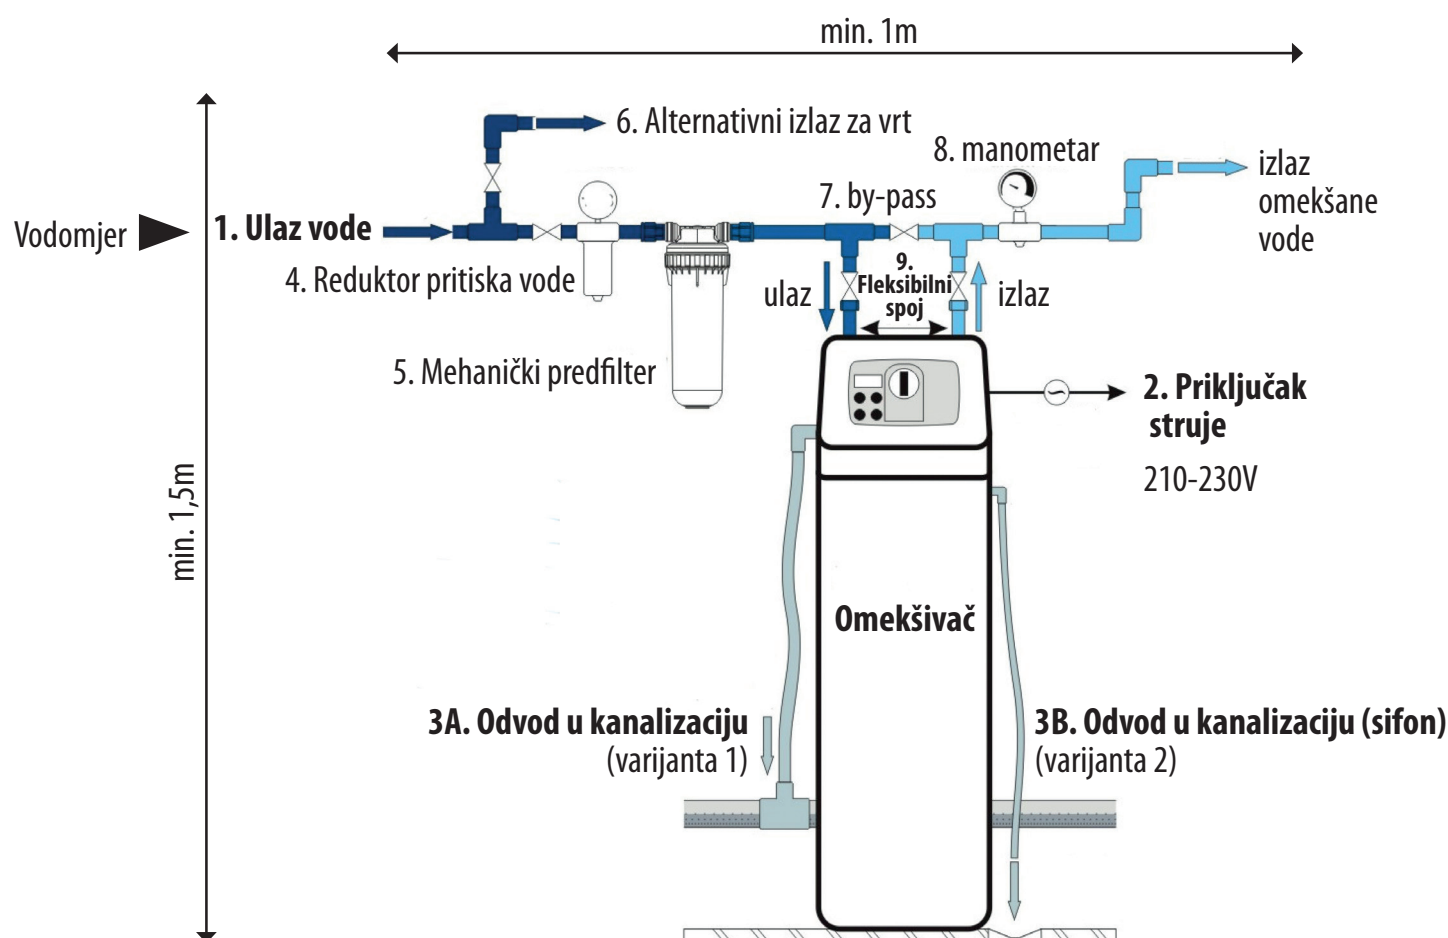 min. 1m
6. Alternativni izlaz za vrt
8. manometar
izlaz
omekšane
vode
7. by-pass
Vodomjer
1. Ulaz vode
4. Reduktor pritiska vode
9.
Fleksibilni
spoj
ulaz
izlaz
5. Mehanički predfilter
2. Priključak
struje
210-230V
min. 1,5m
Omekšivač
3A. Odvod u kanalizaciju
(varijanta 1)
3B. Odvod u kanalizaciju (sifon)
(varijanta 2)